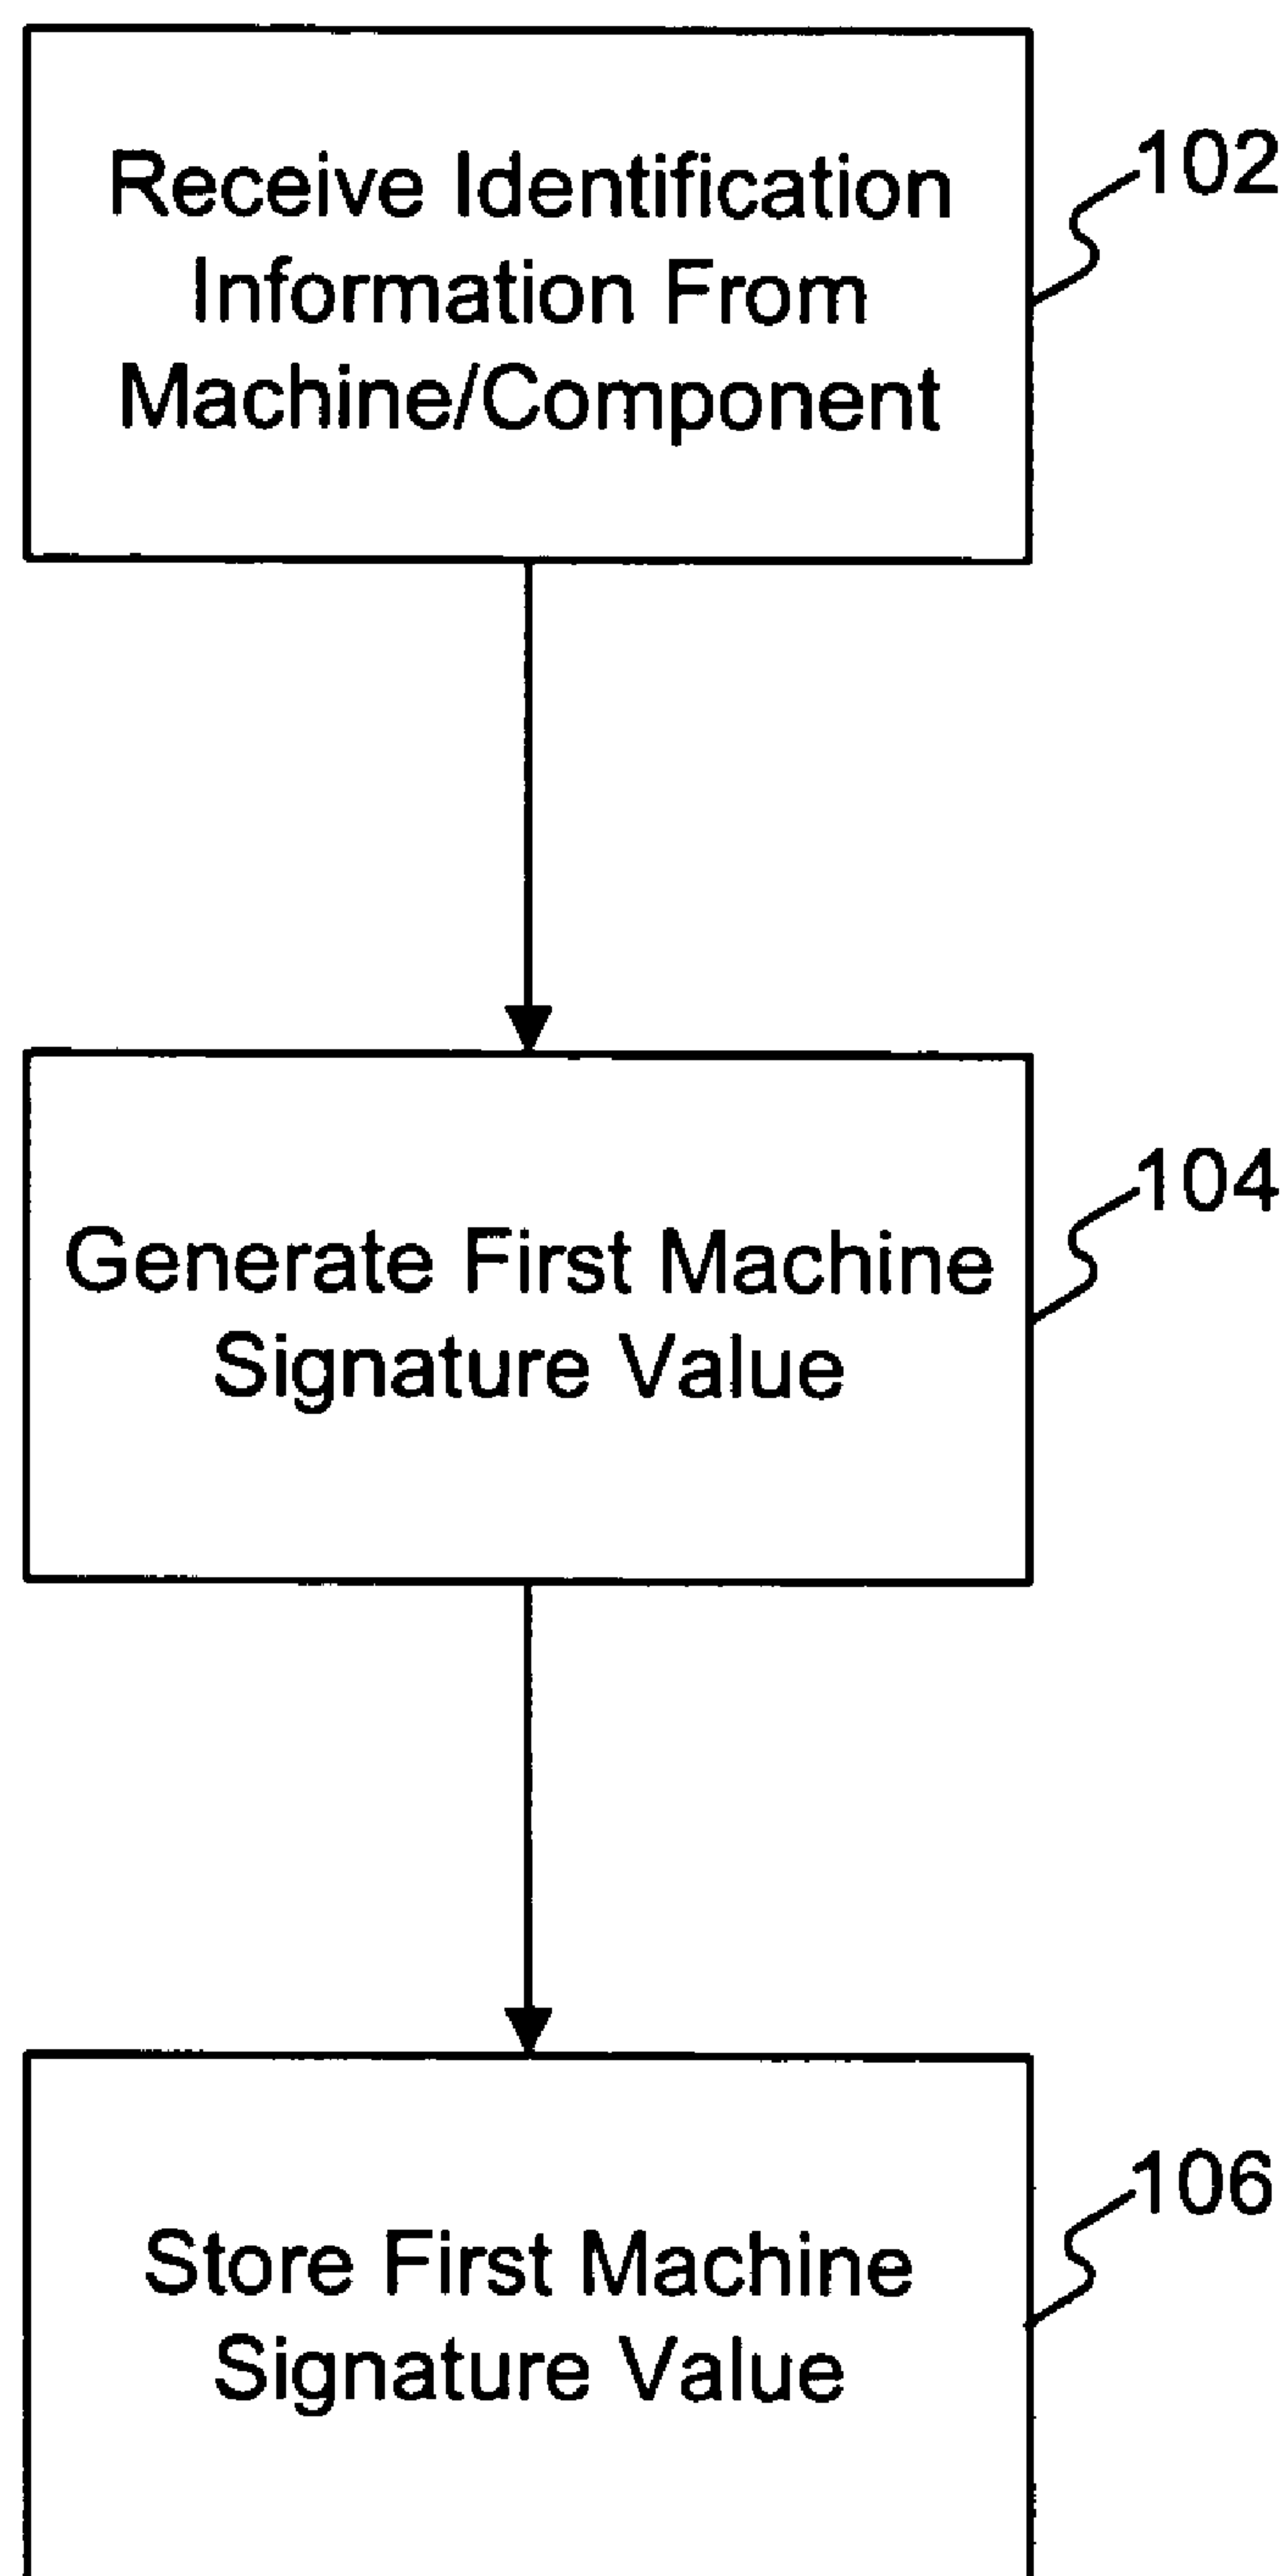 Receive Identification
Information From
Machine/Component
102
Generate First Machine
Signature Value
104
Store First Machine
Signature Value
106